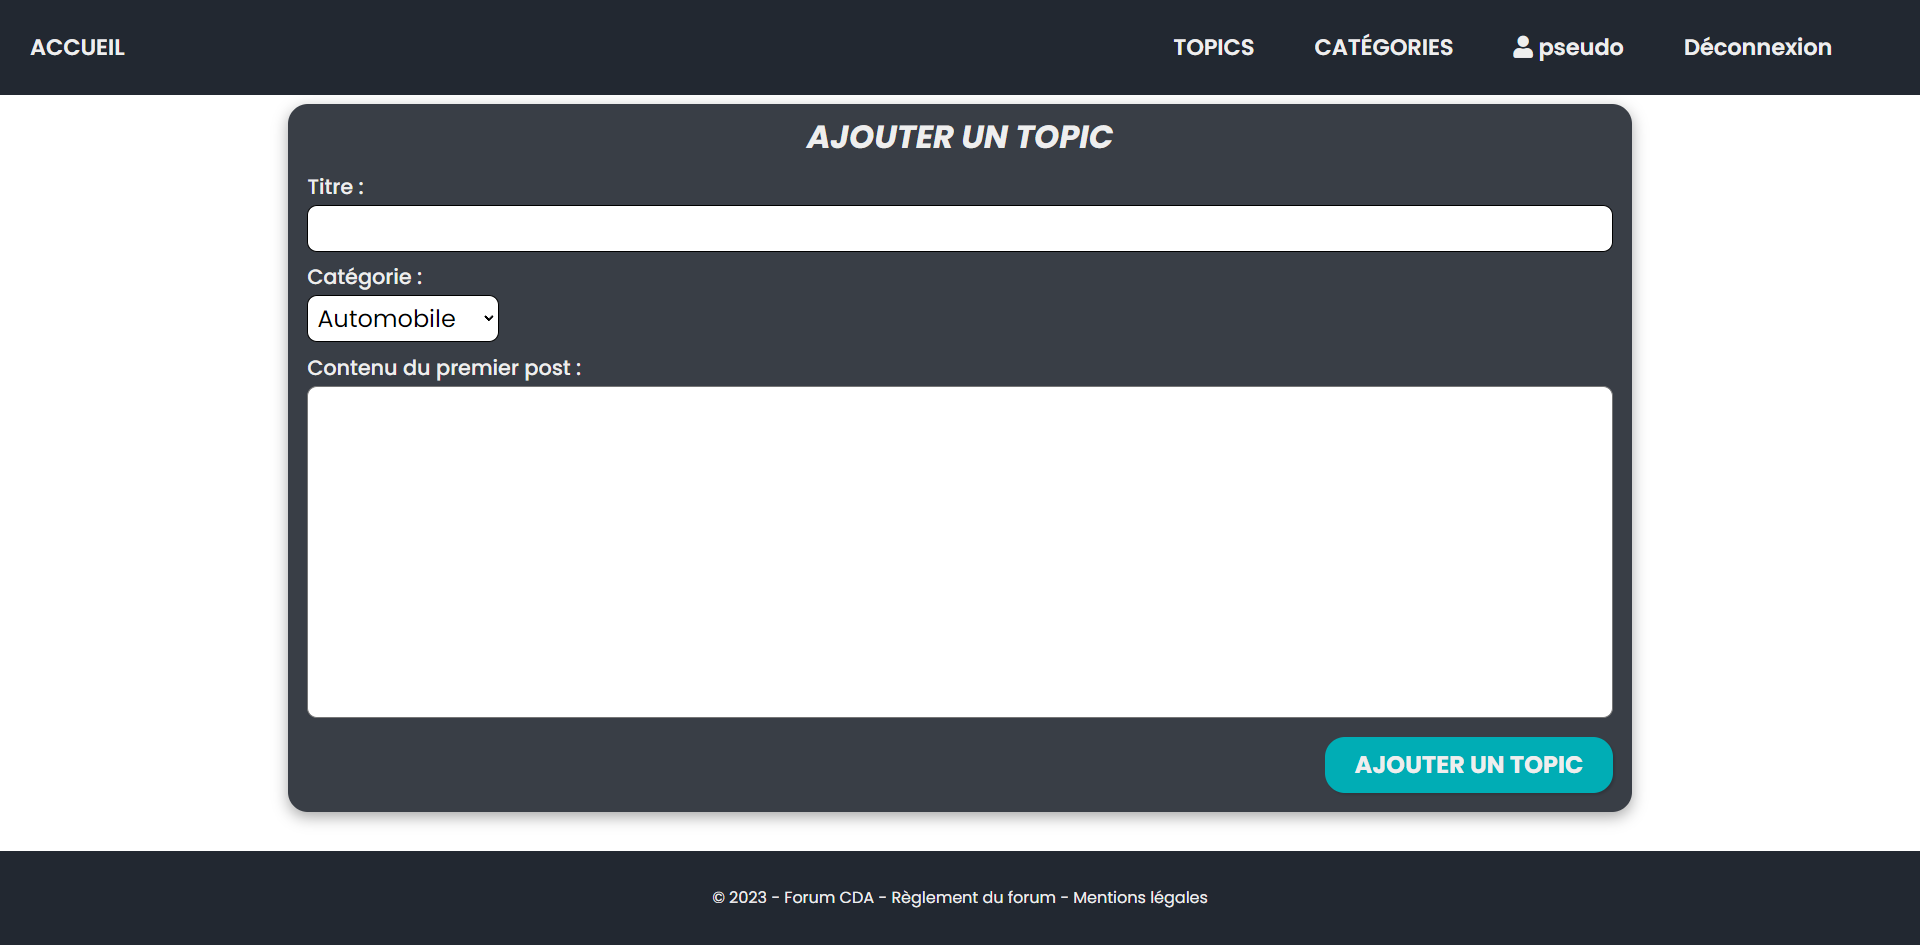 ACCUEIL TOPICS CATÉGORIES pseudo Déconnexion
AJOUTER UN TOPIC
Titre :
Catégorie :
Automobile
Contenu du premier post :
AJOUTER UN TOPIC
© 2023 - Forum CDA - Règlement du forum - Mentions légales